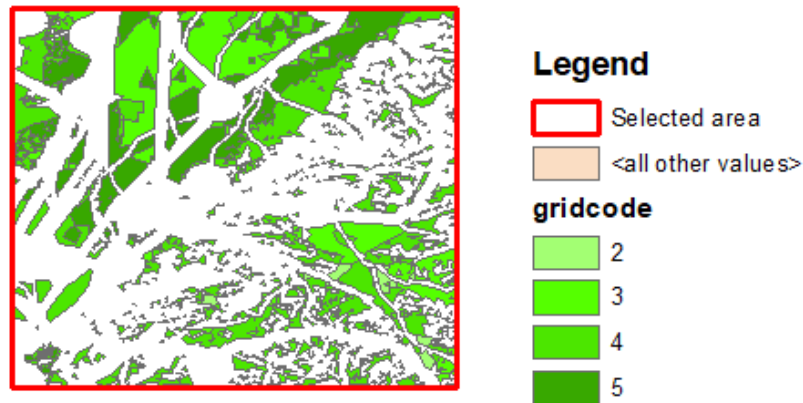 Legend
Selected area
<all other values>
gridcode
2
3
4
5